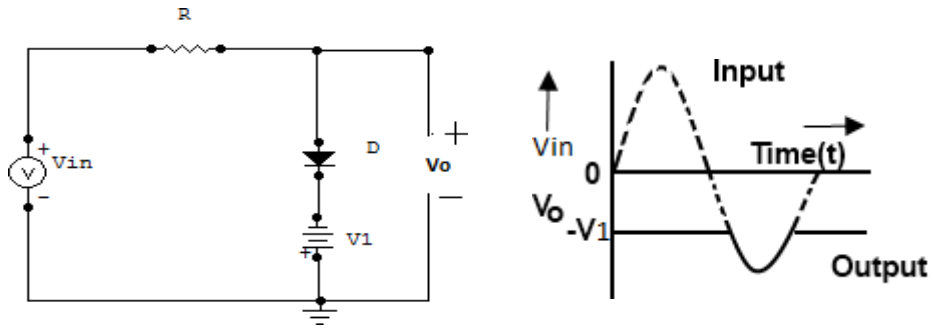 R
+
Vin
V
-
D
+
Vo
-
V1
+
Input
Vin
Time(t)
0
Vo
-V1
Output